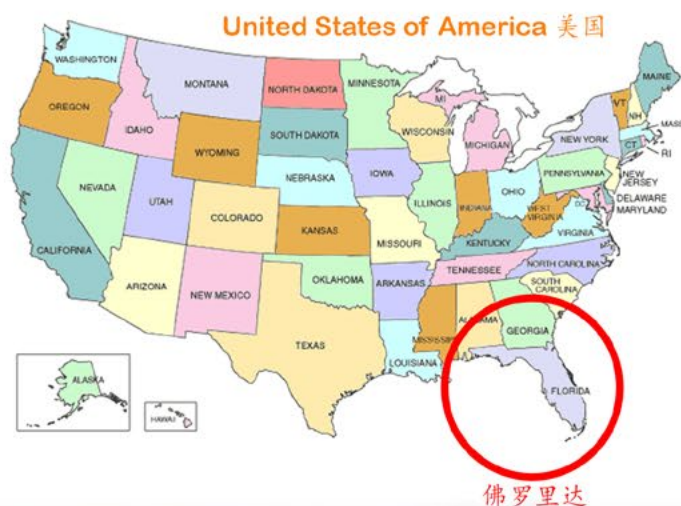 United States of America 美国
WASHINGTON
MONTANA
NORTH DAKOTA
MINNESOTA
MAINE
OREGON
IDAHO
WYOMING
SOUTH DAKOTA
WISCONSIN
MI
MICHIGAN
VT
NH
MASS
NEW YORK
CT
RI
NEVADA
UTAH
COLORADO
NEBRASKA
IOWA
ILLINOIS
INDIANA
OHIO
PENNSYLVANIA
NEW
JERSEY
DELAWARE
MARYLAND
DC
WEST
VIRGINIA
VIRGINIA
CALIFORNIA
KANSAS
MISSOURI
KENTUCKY
ARIZONA
NEW MEXICO
OKLAHOMA
ARKANSAS
TENNESSEE
NORTH CAROLINA
SOUTH
CAROLINA
TEXAS
LOUISIANA
MISSISSI
ALABAMA
GEORGIA
FLORIDA
ALASKA
HAWAII
佛罗里达